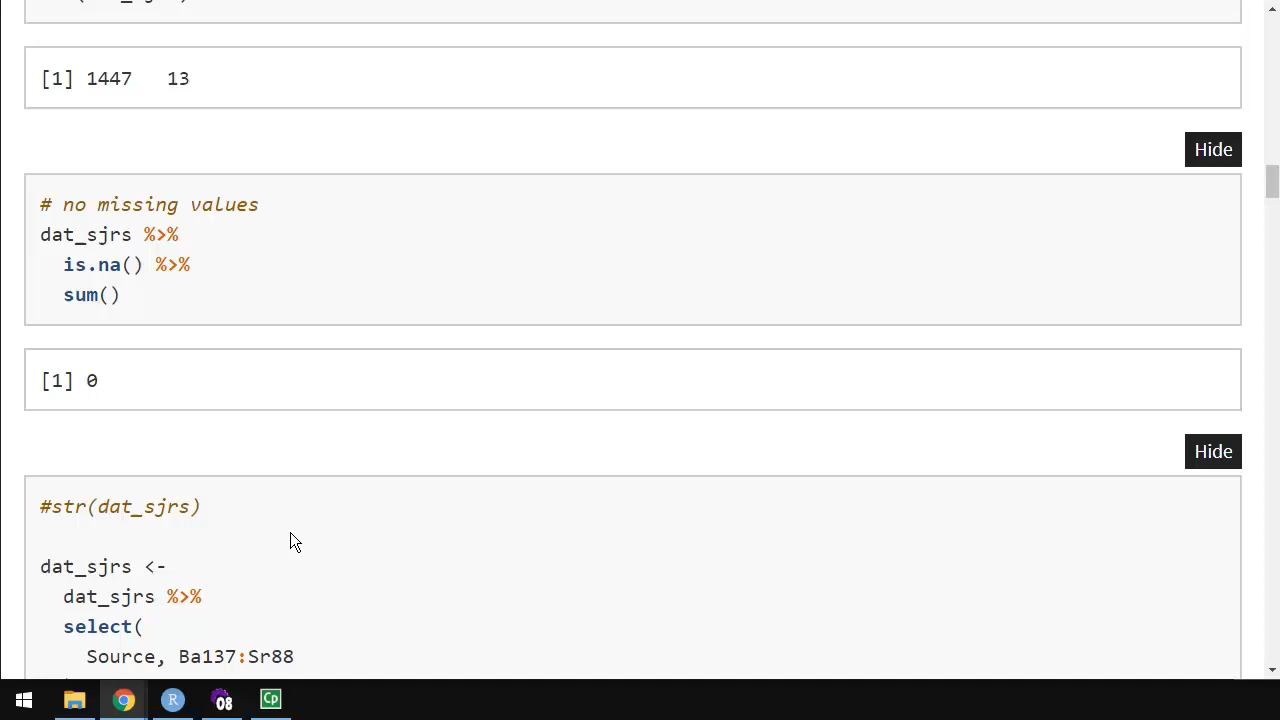 [1] 1447   13
Hide
# no missing values
dat_sjrs %>%
  is.na() %>%
  sum()
[1] 0
Hide
#str(dat_sjrs)
dat_sjrs <-
  dat_sjrs %>%
  select(
    Source, Ba137:Sr88
R
08
Cp